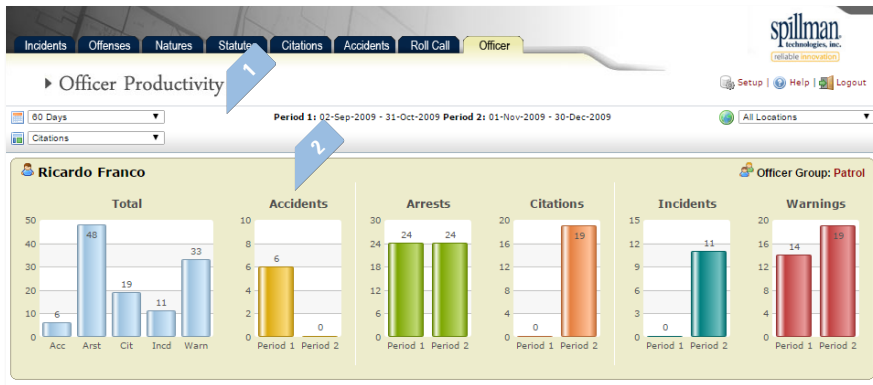 spillman
technologies, inc.
reliable innovation
Incidents Offenses Natures Statutes Citations Accidents Roll Call Officer
1
Officer Productivity
Setup | Help | Logout
60 Days Period 1: 02-Sep-2009 - 31-Oct-2009 Period 2: 01-Nov-2009 - 30-Dec-2009 All Locations
Citations
2
Ricardo Franco Officer Group: Patrol
Total Accidents Arrests Citations Incidents Warnings
50 10 30 20 15 20
48 24 24 19 11 14 19
40 8 24 16 12 16
33 6
30 6 18 12 9 12
19
20 4 12 8 6 8
11
10 2 6 4 3 4
6 0 0 0
0 0 0 0 0 0
Acc Arst Cit Incd Warn Period 1 Period 2 Period 1 Period 2 Period 1 Period 2 Period 1 Period 2 Period 1 Period 2